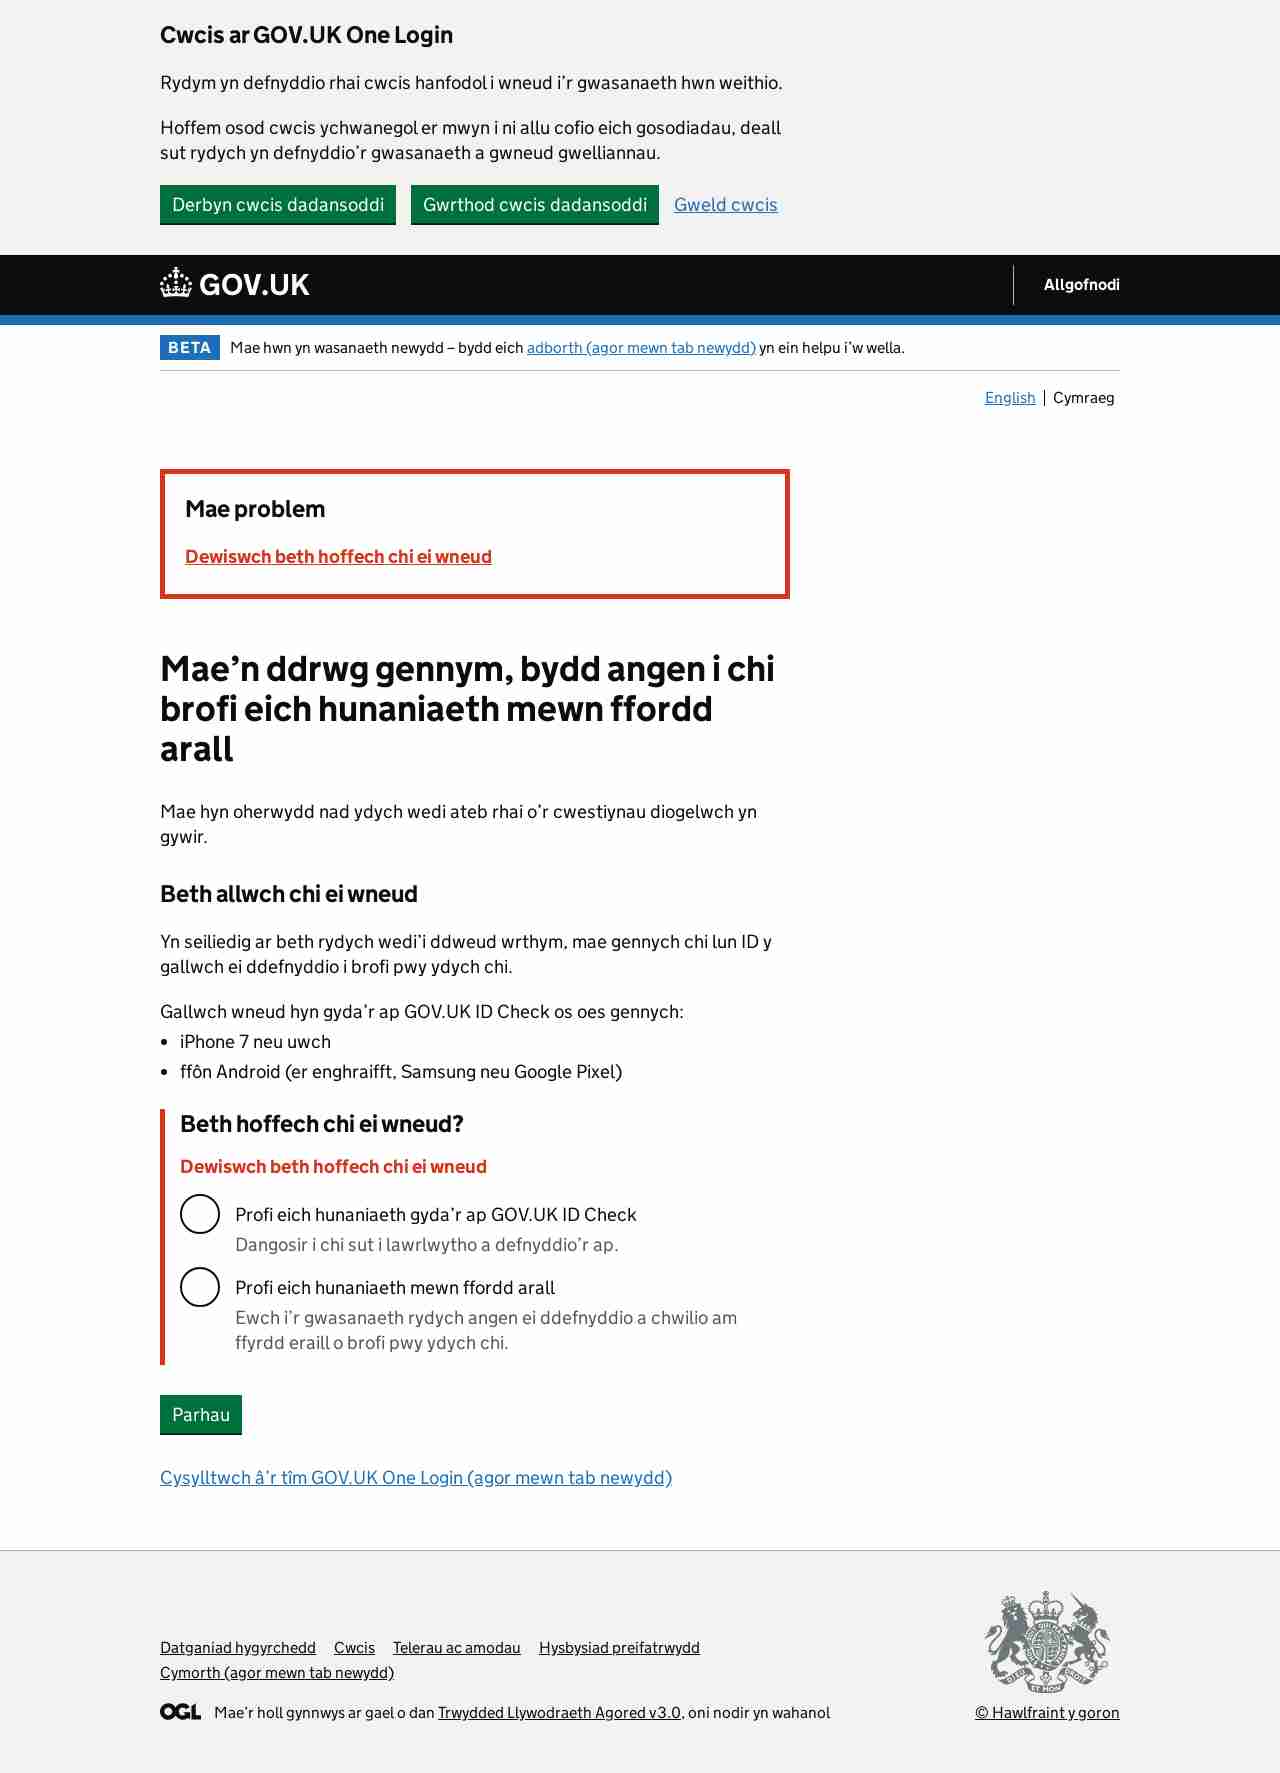 Cwcis ar GOV.UK One Login
Rydym yn defnyddio rhai cwcis hanfodol i wneud i’r gwasanaeth hwn weithio.
Hoffem osod cwcis ychwanegol er mwyn i ni allu cofio eich gosodiadau, deall
sut rydych yn defnyddio’r gwasanaeth a gwneud gwelliannau.
Derbyn cwcis dadansoddi Gwrthod cwcis dadansoddi Gweld cwcis
GOV.UK Allgofnodi
BETA Mae hwn yn wasanaeth newydd – bydd eich adborth (agor mewn tab newydd) yn ein helpu i’w wella.
English | Cymraeg
Mae problem
Dewiswch beth hoffech chi ei wneud
Mae’n ddrwg gennym, bydd angen i chi
brofi eich hunaniaeth mewn ffordd
arall
Mae hyn oherwydd nad ydych wedi ateb rhai o’r cwestiynau diogelwch yn
gywir.
Beth allwch chi ei wneud
Yn seiliedig ar beth rydych wedi’i ddweud wrthym, mae gennych chi lun ID y
gallwch ei ddefnyddio i brofi pwy ydych chi.
Gallwch wneud hyn gyda’r ap GOV.UK ID Check os oes gennych:
• iPhone 7 neu uwch
• ffôn Android (er enghraifft, Samsung neu Google Pixel)
Beth hoffech chi ei wneud?
Dewiswch beth hoffech chi ei wneud
Profi eich hunaniaeth gyda’r ap GOV.UK ID Check
Dangosir i chi sut i lawrlwytho a defnyddio’r ap.
Profi eich hunaniaeth mewn ffordd arall
Ewch i’r gwasanaeth rydych angen ei ddefnyddio a chwilio am
ffyrdd eraill o brofi pwy ydych chi.
Parhau
Cysylltwch â’r tîm GOV.UK One Login (agor mewn tab newydd)
Datganiad hygyrchedd Cwcis Telerau ac amodau Hysbysiad preifatrwydd
Cymorth (agor mewn tab newydd)
OGL Mae’r holl gynnwys ar gael o dan Trwydded Llywodraeth Agored v3.0, oni nodir yn wahanol
© Hawlfraint y goron